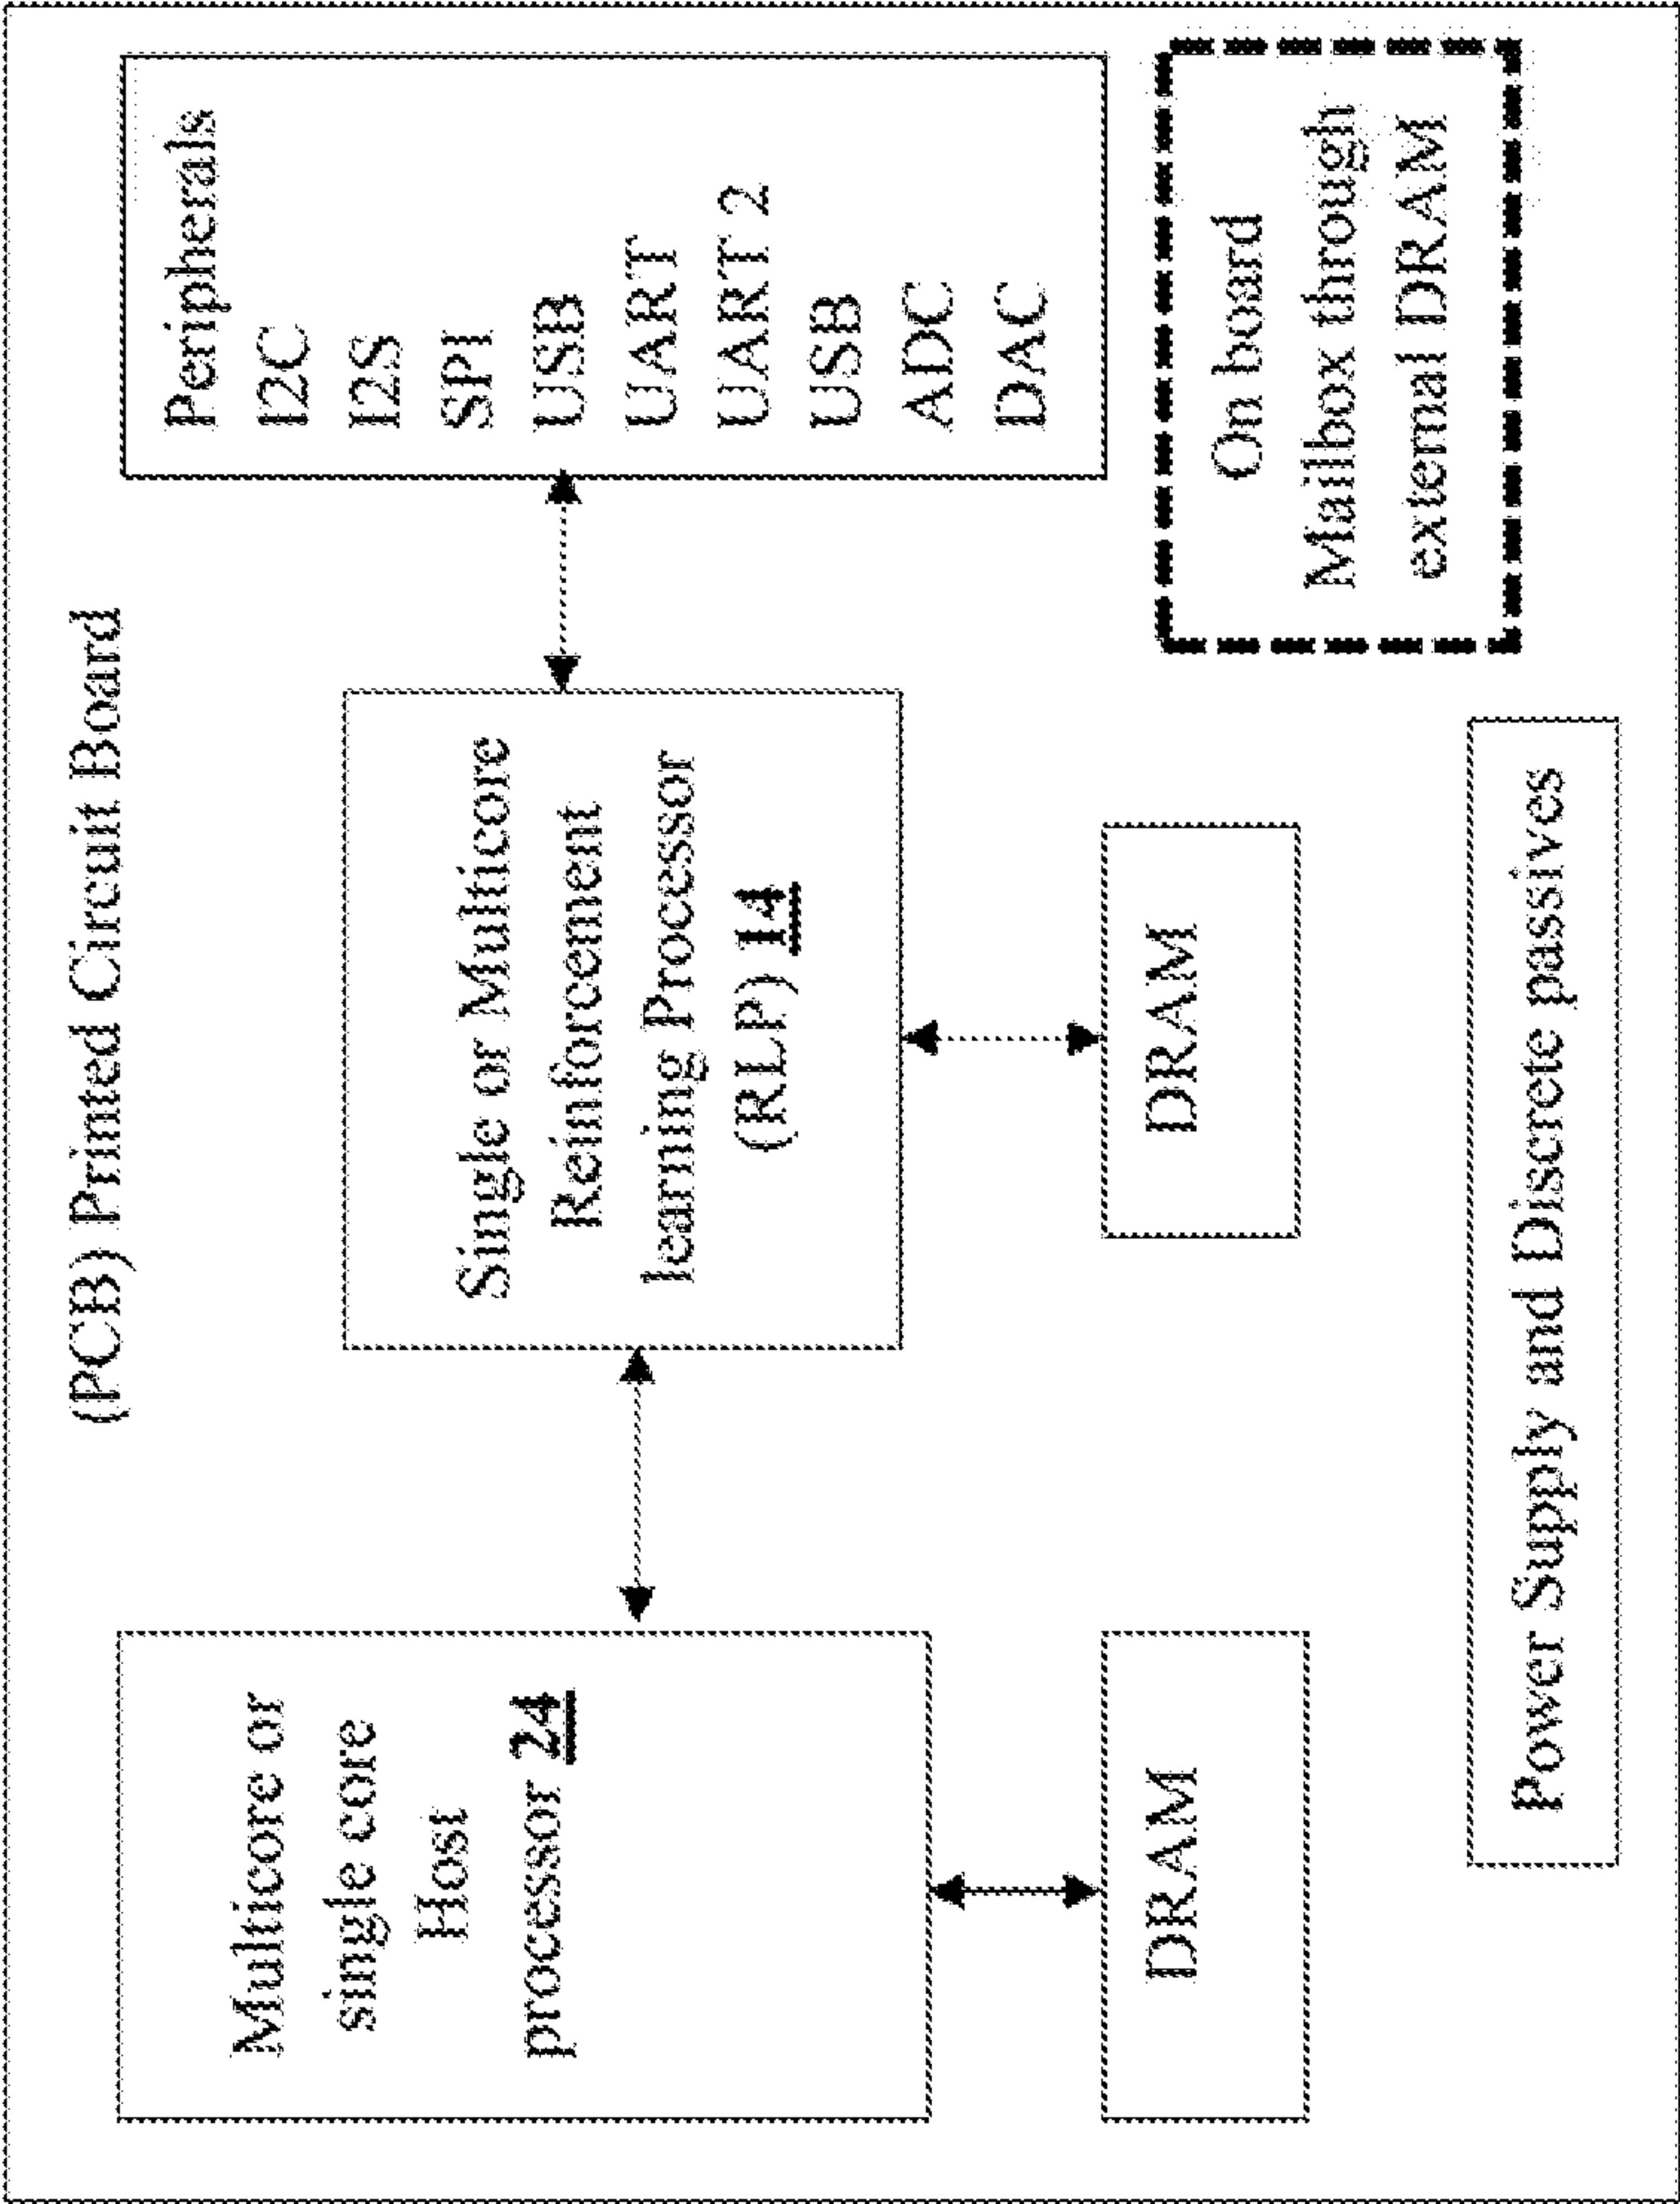 (PCB) Printed Circuit Board
Multicore or
single core
Host
processor 24
Single or Multicore
Reinforcement
learning Processor
(RLP) 14
Peripherals
I2C
I2S
SPI
USB
UART
UART 2
USB
ADC
DAC
DRAM
DRAM
On board
Mailbox through
external DRAM
Power Supply and Discrete passives